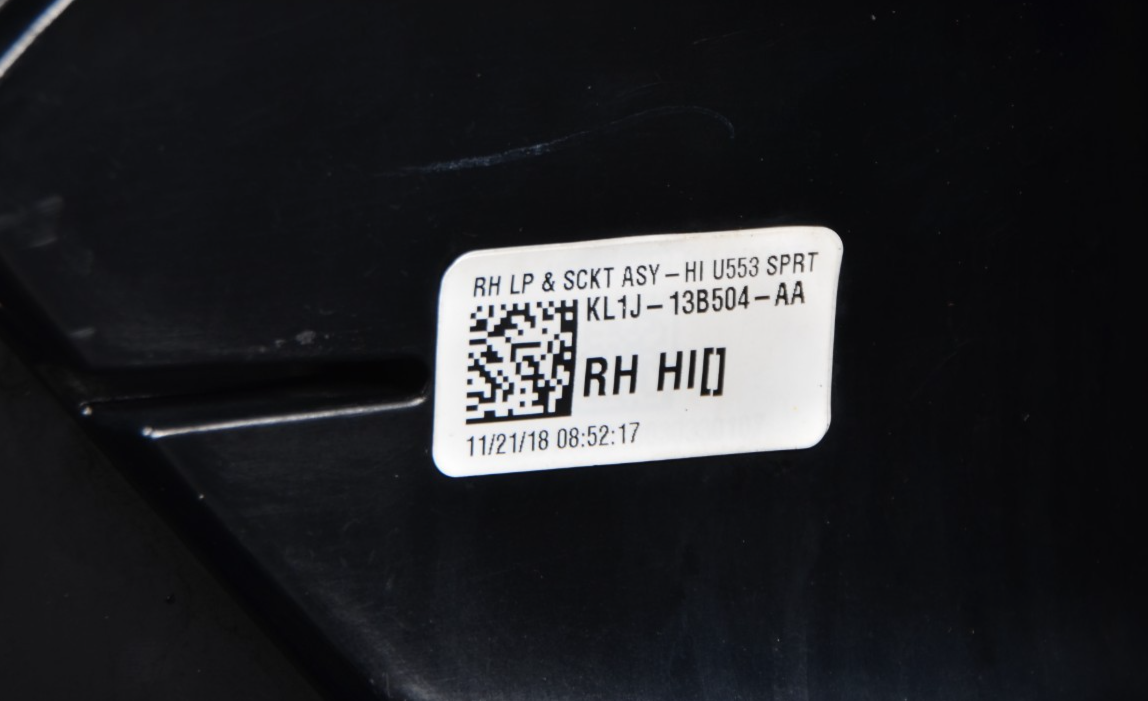 RH LP & SCKT ASY – HI U553 SPRT
KL1J – 13B504 – AA
RH HI[]
11/21/18 08:52:17